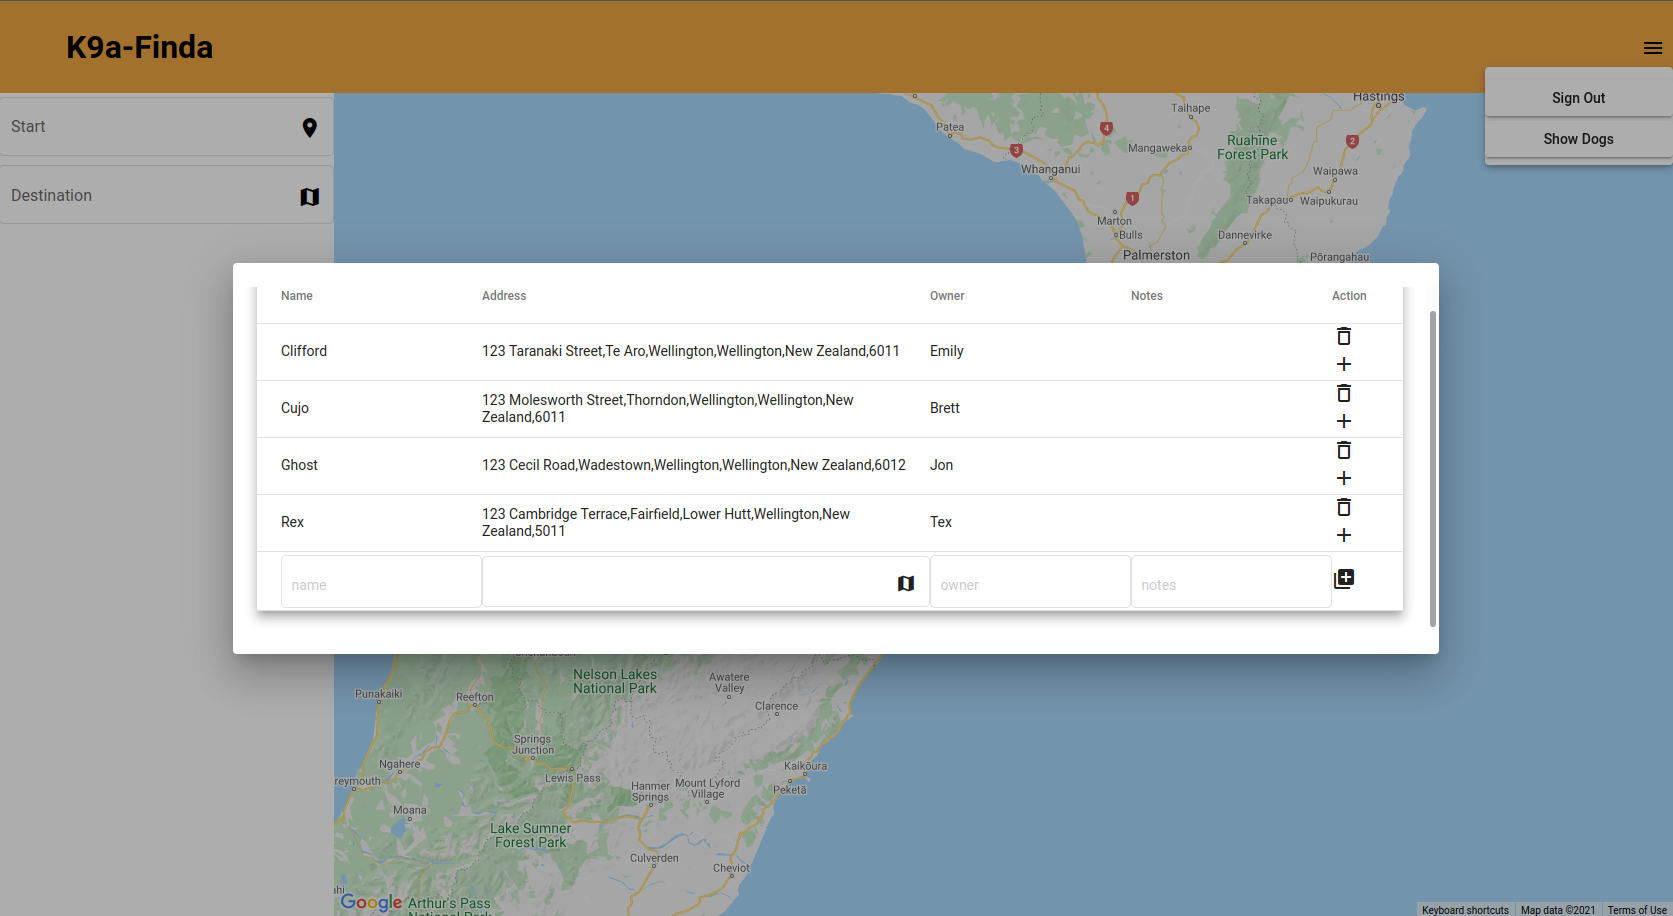 K9a-Finda
Sign Out
Show Dogs
Start
Destination
Hastings
Taihape
Patea
4
3
Mangaweka
Ruahine
Forest Park
2
Whanganui
Waipawa
1
Takapau
Waipukurau
Marton
Bulls
Dannevirke
Palmerston
Pōrangahau
Name Address Owner Notes Action
Clifford 123 Taranaki Street,Te Aro,Wellington,Wellington,New Zealand,6011 Emily
Cujo 123 Molesworth Street,Thorndon,Wellington,Wellington,New
Zealand,6011 Brett
Ghost 123 Cecil Road,Wadestown,Wellington,Wellington,New Zealand,6012 Jon
Rex 123 Cambridge Terrace,Fairfield,Lower Hutt,Wellington,New
Zealand,5011 Tex
name owner notes
Nelson Lakes
National Park
Awatere
Valley
Punakaiki
Reefton
Clarence
Springs
Junction
Ngahere
Kaikōura
reymouth
Lewis Pass
Hanmer
Springs
Mount Lyford
Village
Peketā
Moana
Lake Sumner
Forest Park
Culverden
Cheviot
Google
Arthur's Pass
National Park
Keyboard shortcuts Map data ©2021 Terms of Use